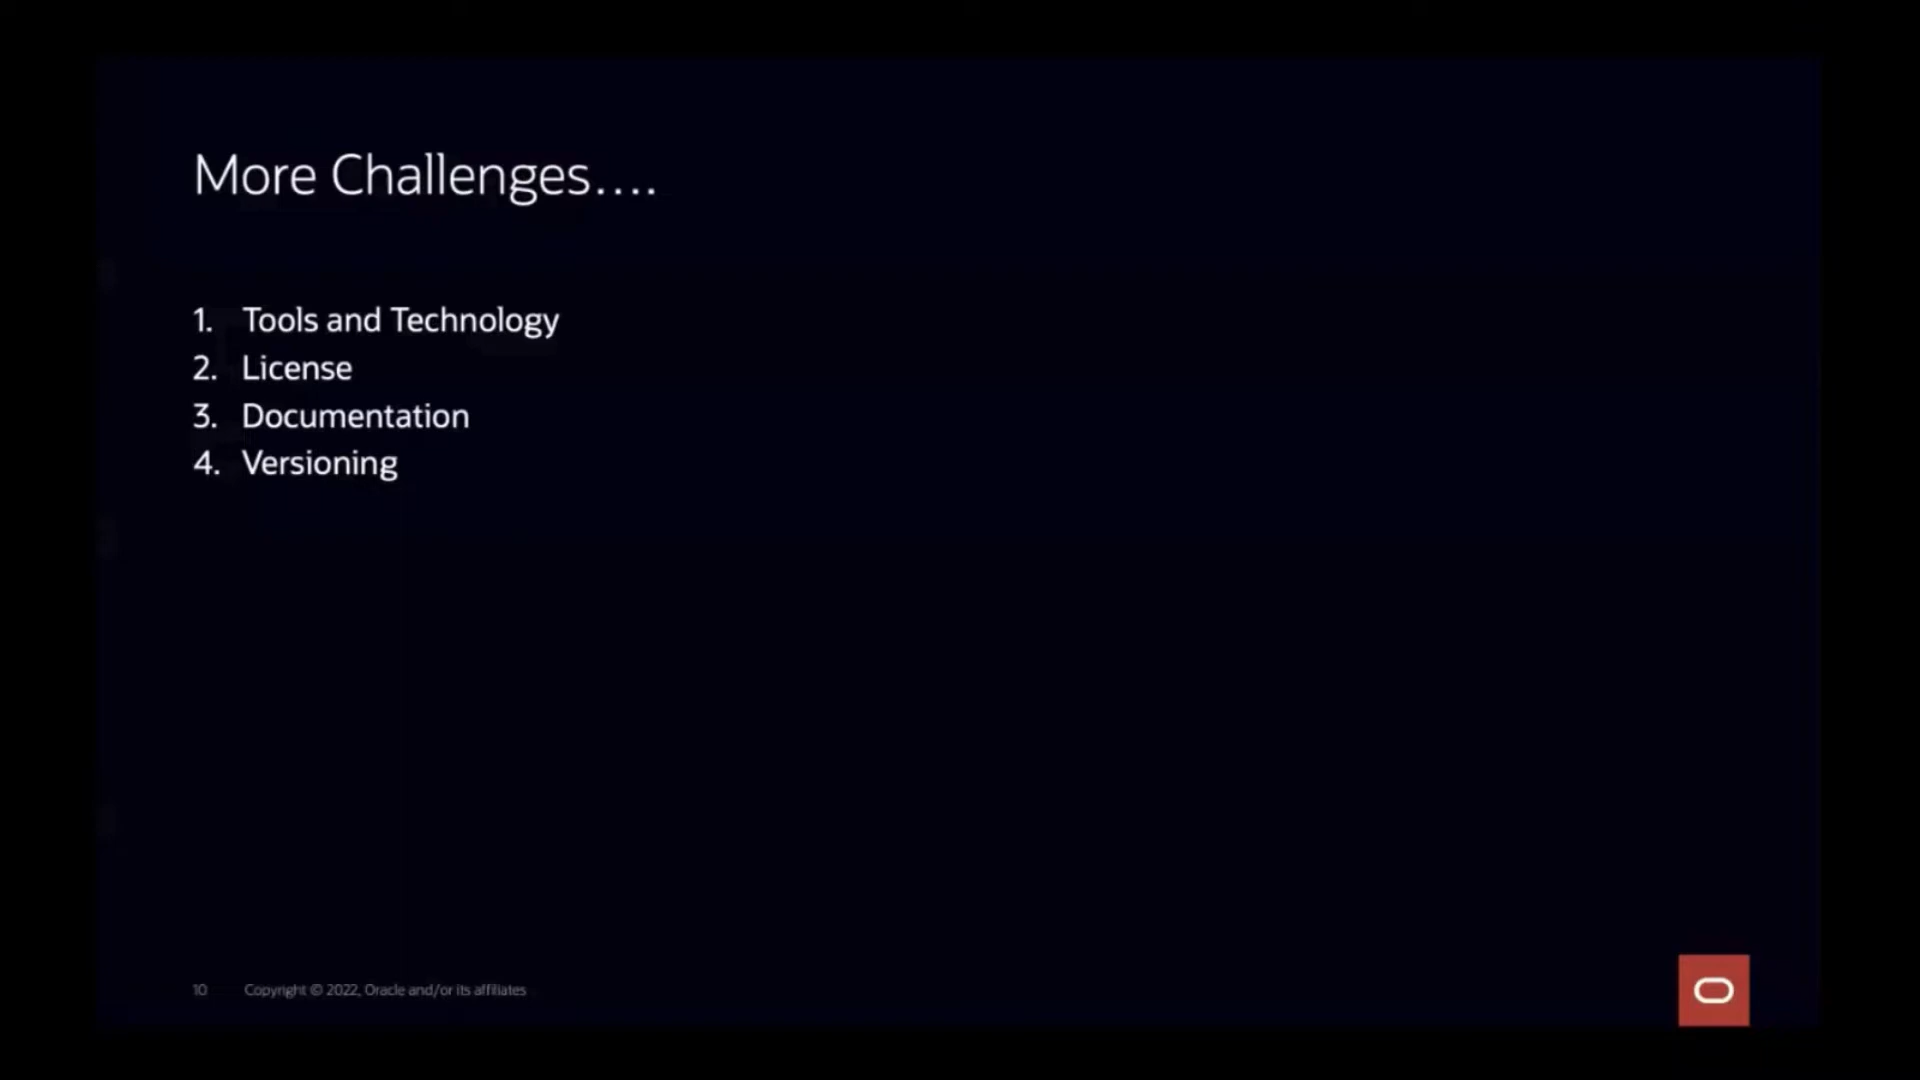 More Challenges....
1. Tools and Technology
2. License
3. Documentation
4. Versioning
10 Copyright © 2022, Oracle and/or its affiliates